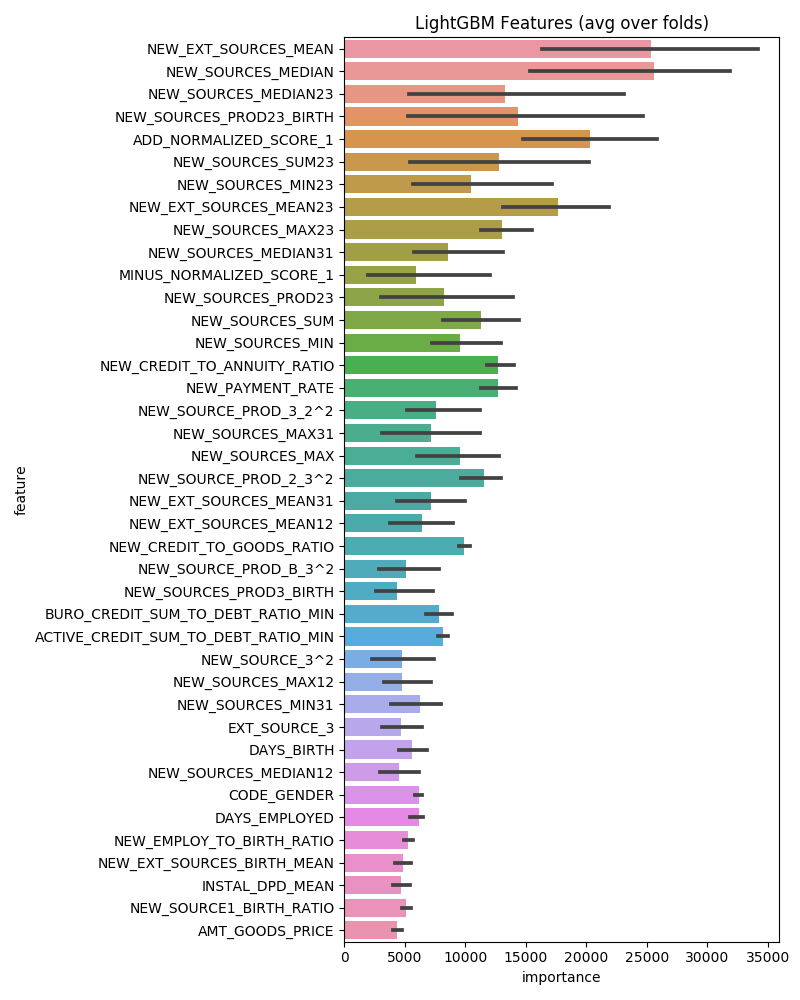 LightGBM Features (avg over folds)
NEW_EXT_SOURCES_MEAN
NEW_SOURCES_MEDIAN
NEW_SOURCES_MEDIAN23
NEW_SOURCES_PROD23_BIRTH
ADD_NORMALIZED_SCORE_1
NEW_SOURCES_SUM23
NEW_SOURCES_MIN23
NEW_EXT_SOURCES_MEAN23
NEW_SOURCES_MAX23
NEW_SOURCES_MEDIAN31
MINUS_NORMALIZED_SCORE_1
NEW_SOURCES_PROD23
NEW_SOURCES_SUM
NEW_SOURCES_MIN
NEW_CREDIT_TO_ANNUITY_RATIO
NEW_PAYMENT_RATE
NEW_SOURCE_PROD_3_2^2
NEW_SOURCES_MAX31
NEW_SOURCES_MAX
NEW_SOURCE_PROD_2_3^2
NEW_EXT_SOURCES_MEAN31
NEW_EXT_SOURCES_MEAN12
NEW_CREDIT_TO_GOODS_RATIO
NEW_SOURCE_PROD_B_3^2
NEW_SOURCES_PROD3_BIRTH
BURO_CREDIT_SUM_TO_DEBT_RATIO_MIN
ACTIVE_CREDIT_SUM_TO_DEBT_RATIO_MIN
NEW_SOURCE_3^2
NEW_SOURCES_MAX12
NEW_SOURCES_MIN31
EXT_SOURCE_3
DAYS_BIRTH
NEW_SOURCES_MEDIAN12
CODE_GENDER
DAYS_EMPLOYED
NEW_EMPLOY_TO_BIRTH_RATIO
NEW_EXT_SOURCES_BIRTH_MEAN
INSTAL_DPD_MEAN
NEW_SOURCE1_BIRTH_RATIO
AMT_GOODS_PRICE
feature
0 5000 10000 15000 20000 25000 30000 35000
importance